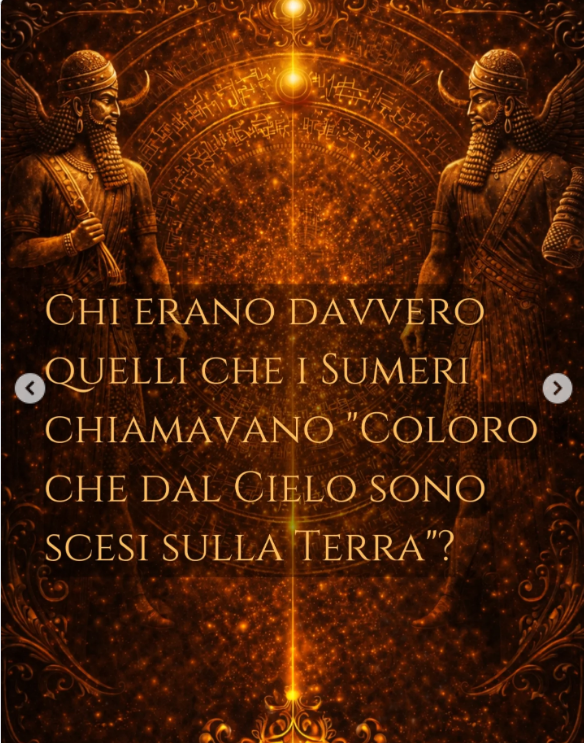 Chi erano davvero
quelli che i Sumeri
chiamavano "Coloro
che dal Cielo sono
scesi sulla Terra"?